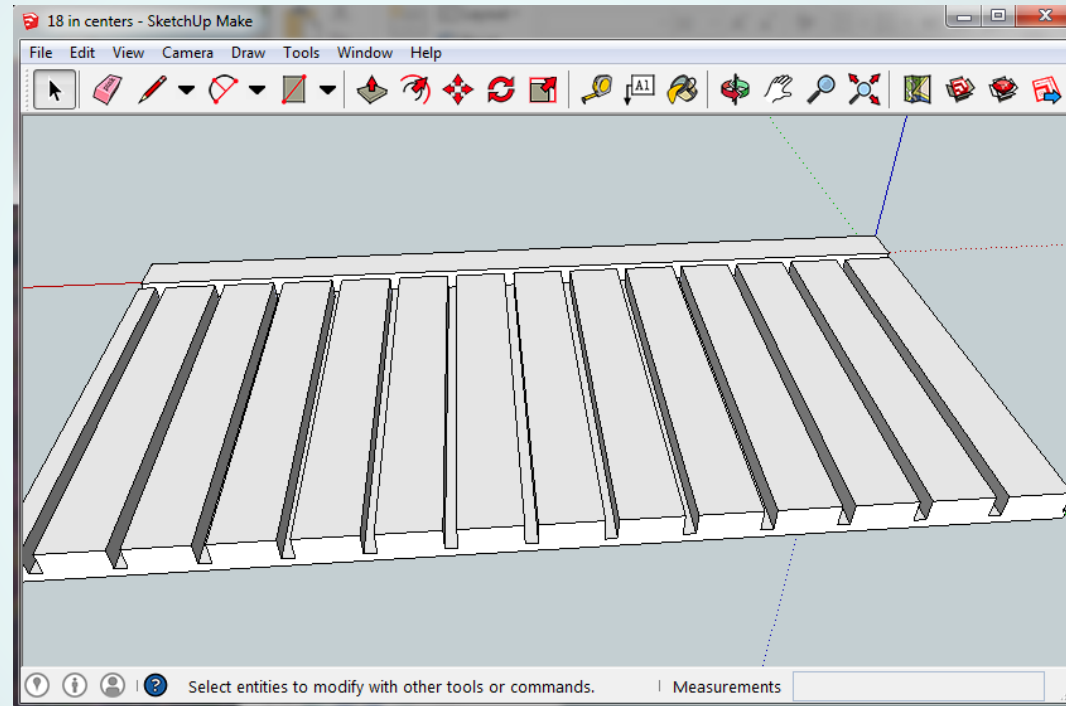 18 in centers - SketchUp Make
File Edit View Camera Draw Tools Window Help
A1
Select entities to modify with other tools or commands.
Measurements